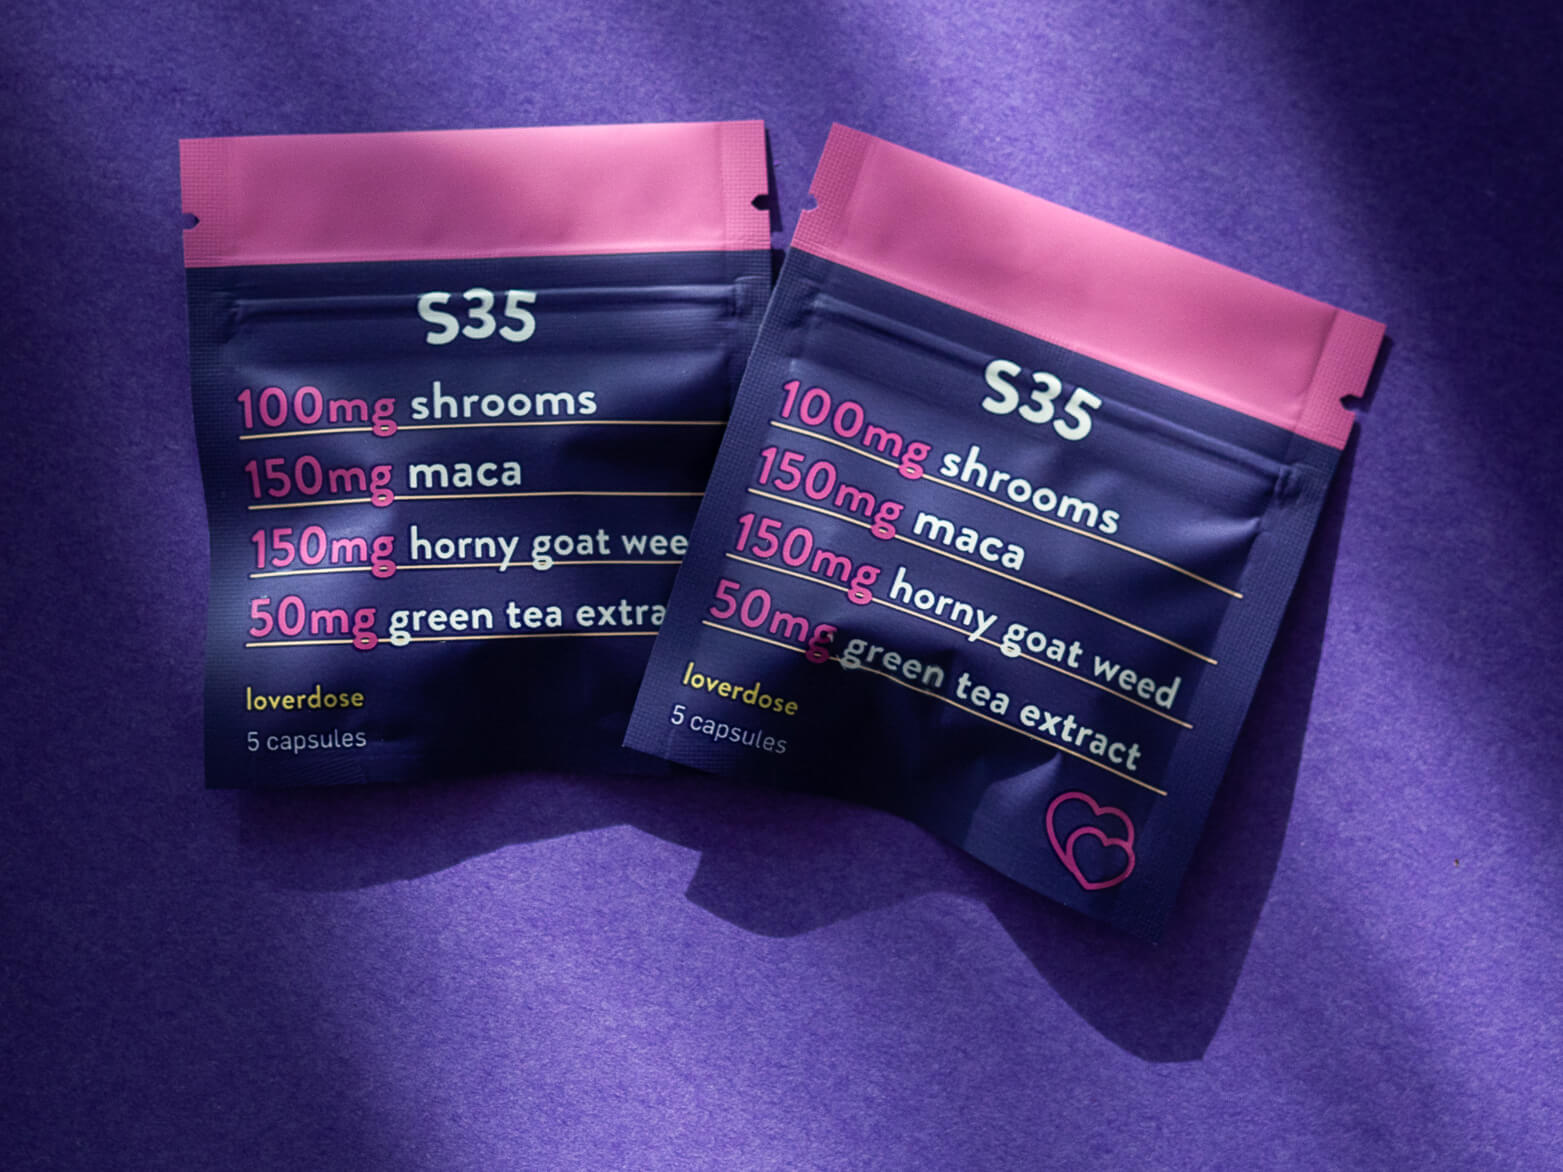 S35
100mg shrooms
150mg maca
150mg horny goat wee
50mg green tea extra
loverdose
5 capsules
S35
100mg shrooms
150mg maca
150mg horny goat weed
50mg green tea extract
loverdose
5 capsules